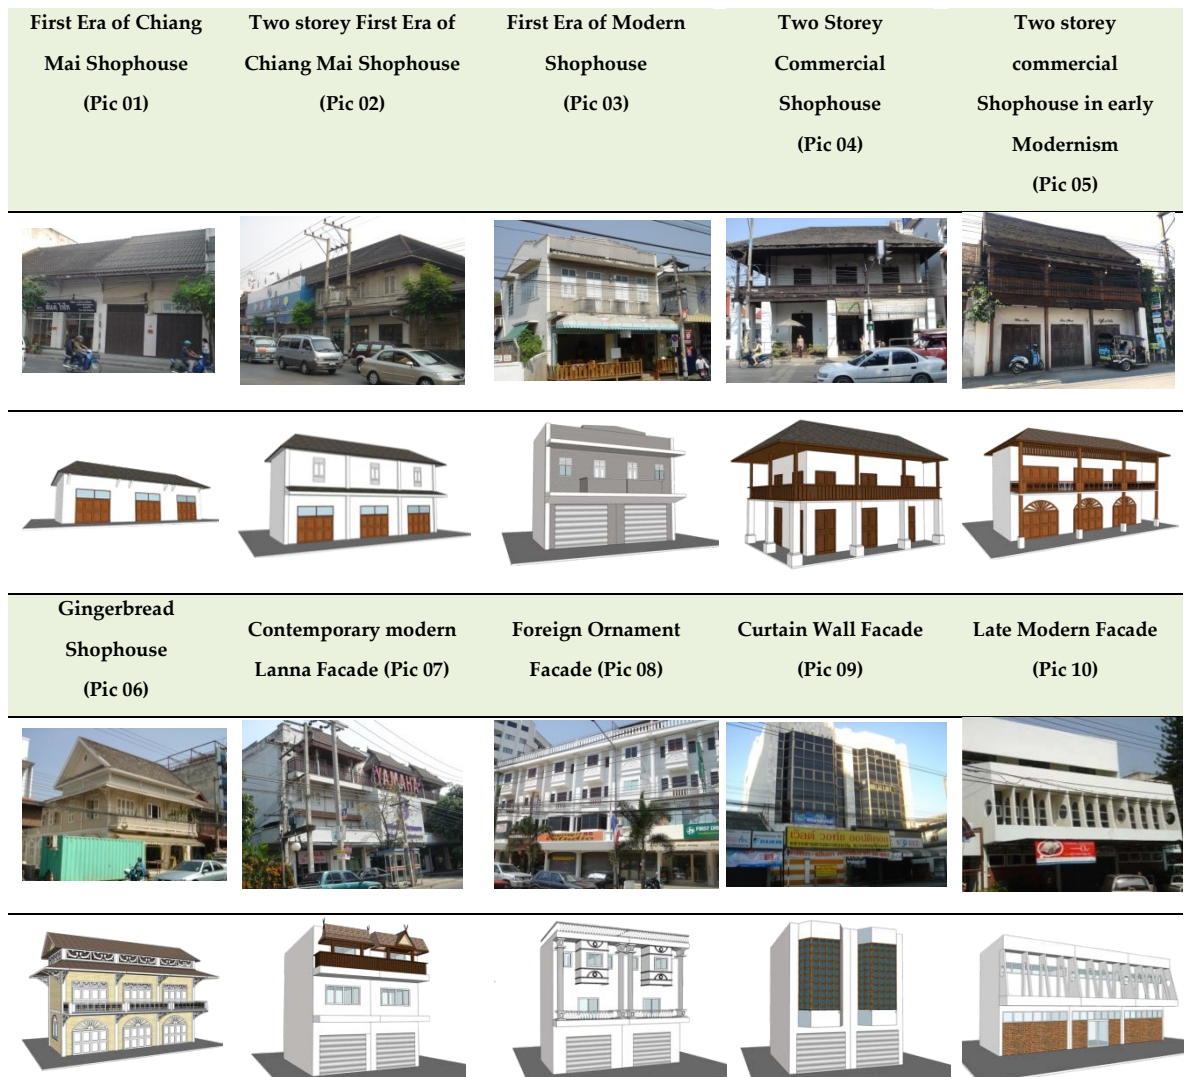 First Era of Chiang
Mai Shophouse
(Pic 01)
Two storey First Era of
Chiang Mai Shophouse
(Pic 02)
First Era of Modern
Shophouse
(Pic 03)
Two Storey
Commercial
Shophouse
(Pic 04)
Two storey
commercial
Shophouse in early
Modernism
(Pic 05)
Gingerbread
Shophouse
(Pic 06)
Contemporary modern
Lanna Facade (Pic 07)
YAMAHA
Foreign Ornament
Facade (Pic 08)
Curtain Wall Facade
(Pic 09)
Late Modern Facade
(Pic 10)